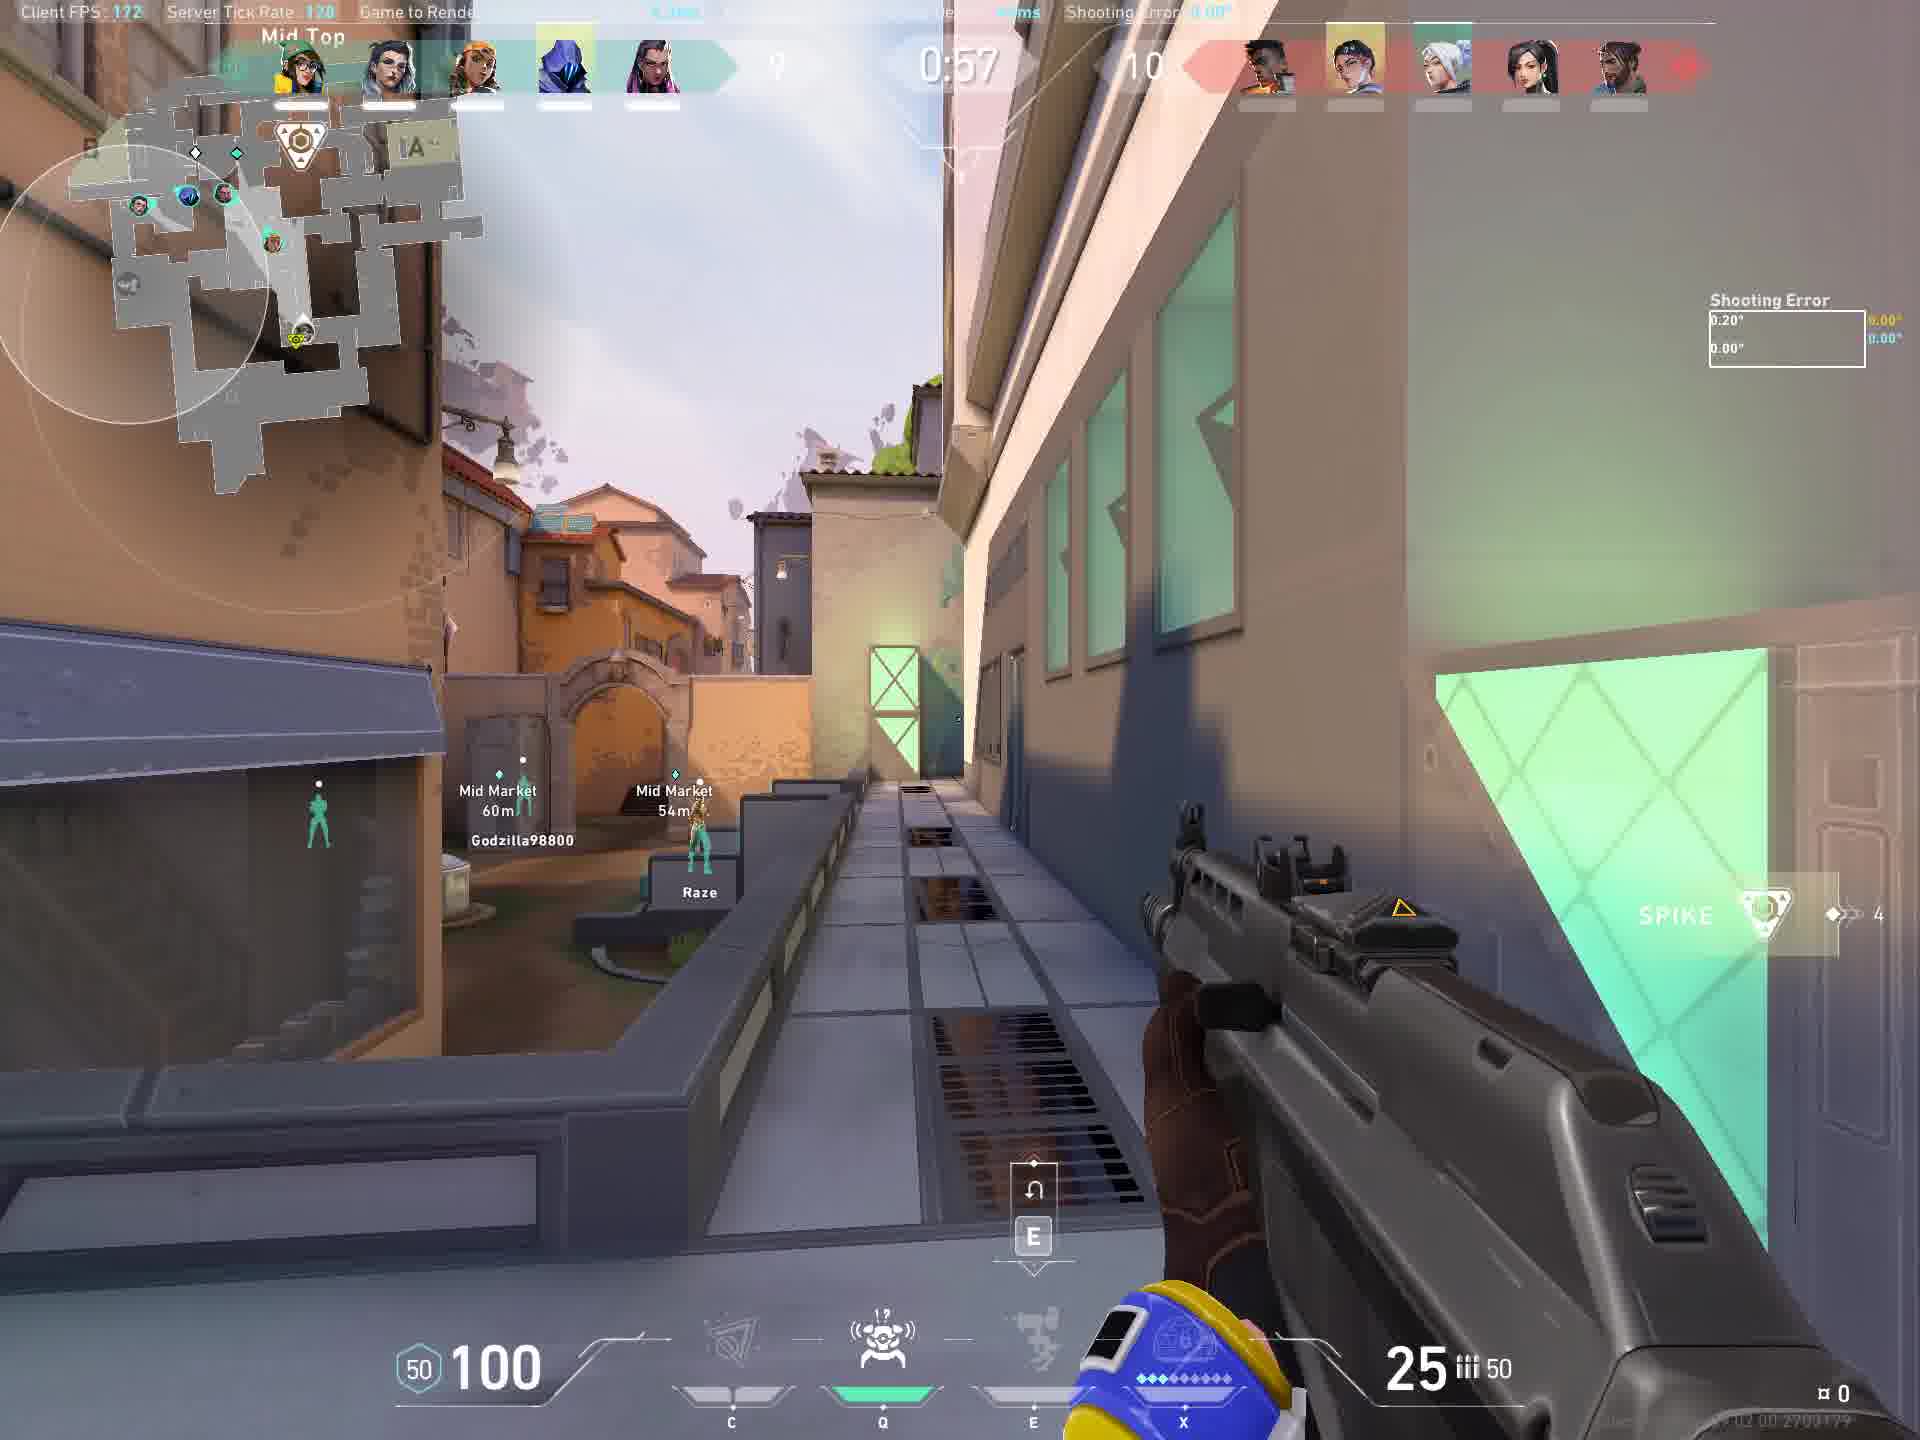 Client FPS: 172 Server Tick Rate: 120 Game to Rende
Shooting Error: 0.00°
Mid Top
0:57
10
B
A
Shooting Error
0.20°
0.00°
0.00°
0.00°
Mid Market
60m
Godzilla98800
Mid Market
54m
Raze
SPIKE
4
E
50 100
C
Q
E
X
25 50
¤ 0